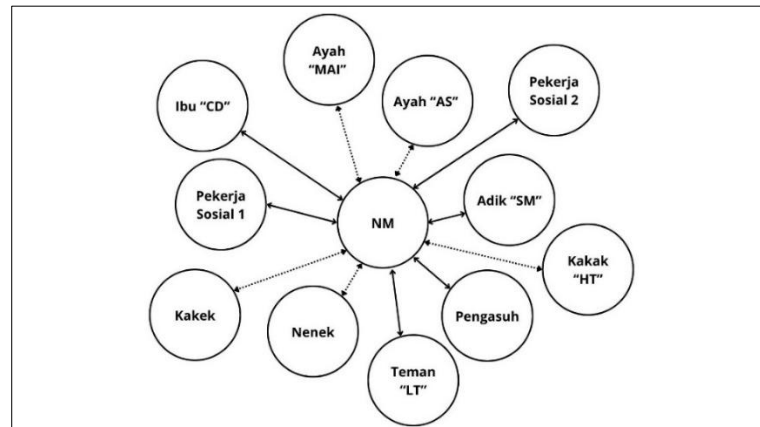 Ayah
“MAI”
Ayah “AS”
Pekerja
Sosial 2
Ibu “CD”
Pekerja
Sosial 1
NM
Adik “SM”
Kakak
“HT”
Kakek
Nenek
Pengasuh
Teman
“LT”